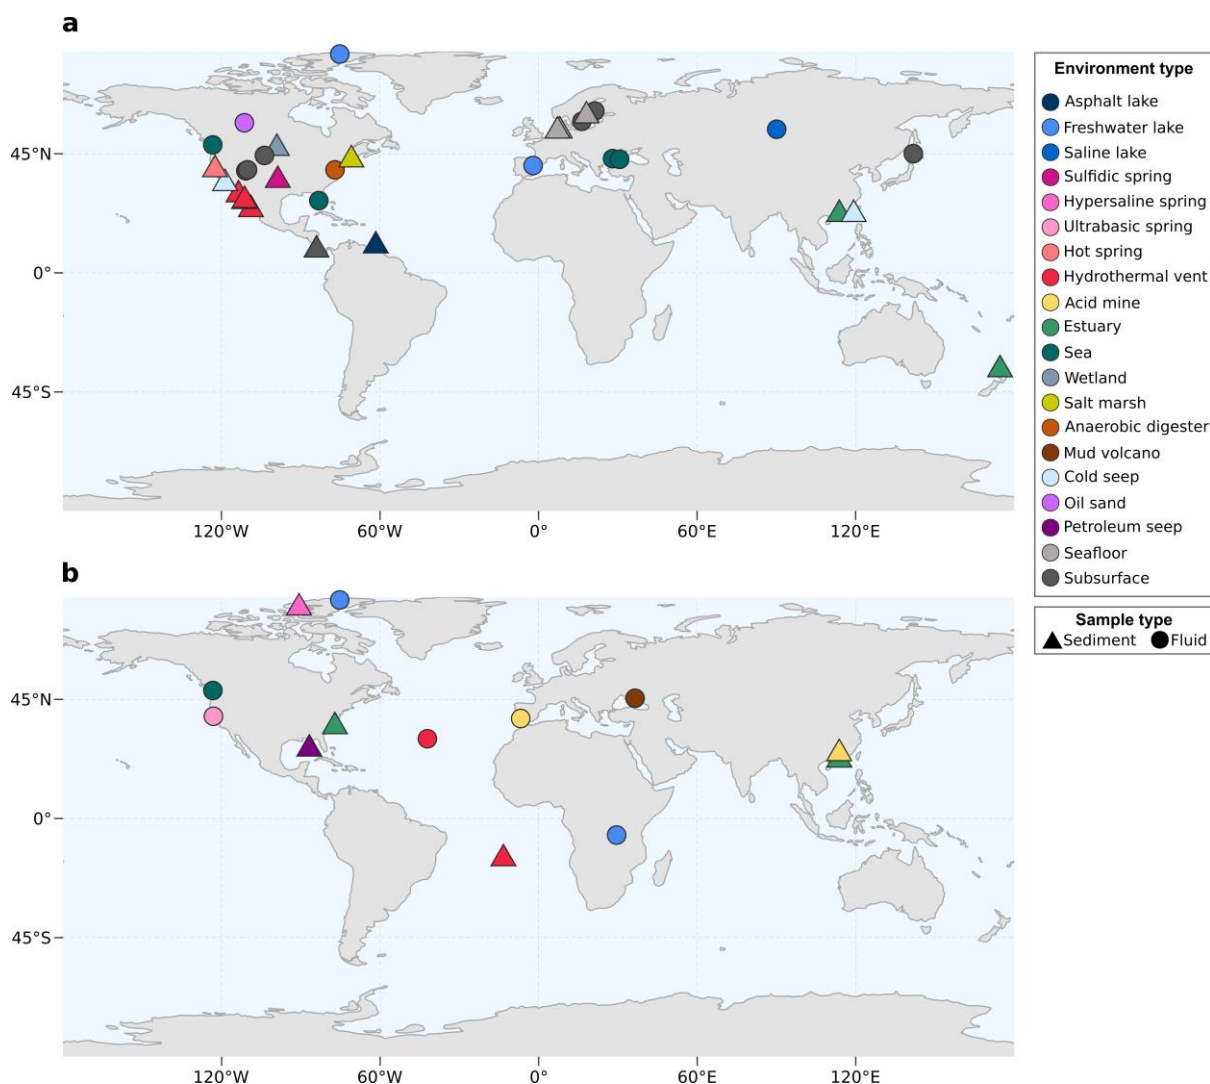 a
45°N
0°
45°S
120°W 60°W 0° 60°E 120°E
Environment type
Asphalt lake
Freshwater lake
Saline lake
Sulfidic spring
Hypersaline spring
Ultrabasic spring
Hot spring
Hydrothermal vent
Acid mine
Estuary
Sea
Wetland
Salt marsh
Anaerobic digester
Mud volcano
Cold seep
Oil sand
Petroleum seep
Seafloor
Subsurface
Sample type
Sediment Fluid
b
45°N
0°
45°S
120°W 60°W 0° 60°E 120°E